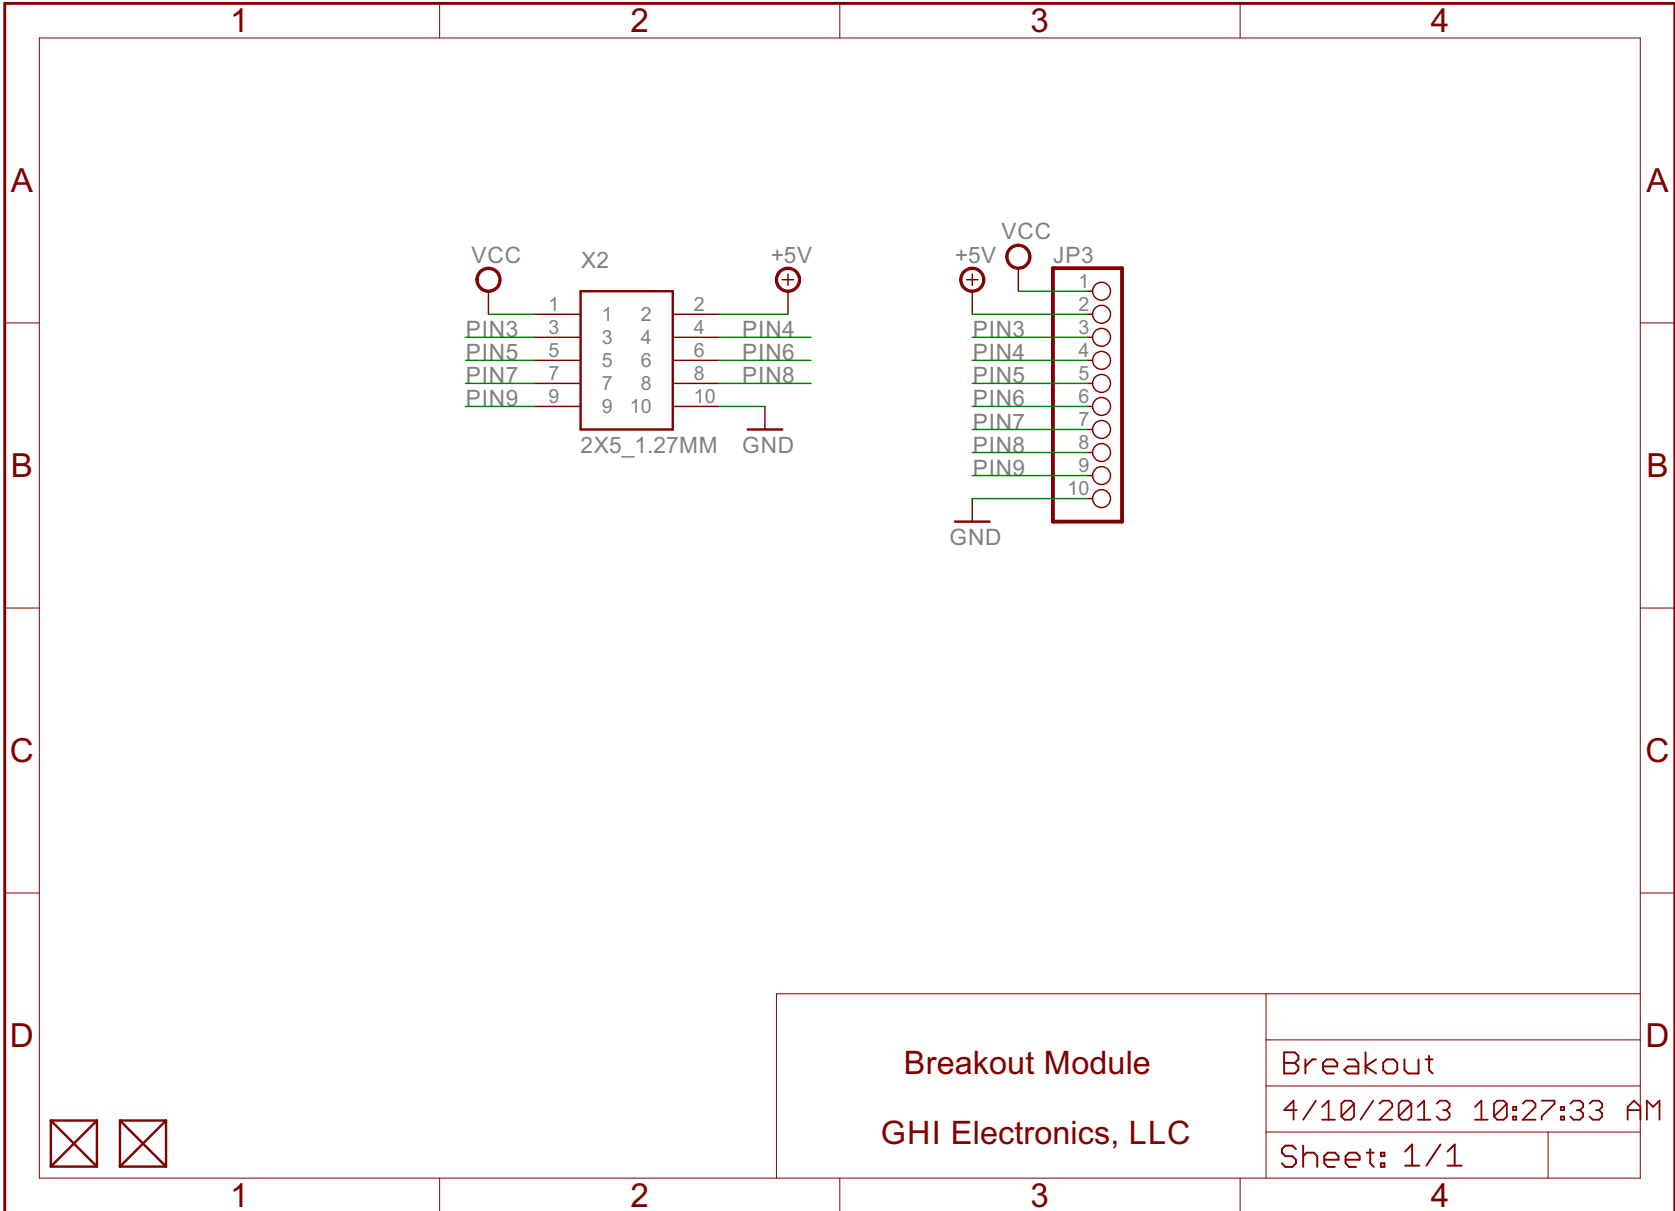 1 2 3 4
A A
VCC
VCC X2 +5V +5V JP3
1 1 2 2
PIN3 3 3 4 4 PIN4
PIN5 5 5 6 6 PIN6
PIN7 7 7 8 8 PIN8
PIN9 9 9 10 10
2X5_1.27MM GND
1
2
PIN3 3
PIN4 4
PIN5 5
PIN6 6
PIN7 7
PIN8 8
PIN9 9
10
GND
B B
C C
D D
Breakout Module
GHI Electronics, LLC
Breakout
4/10/2013 10:27:33 AM
Sheet: 1/1
1 2 3 4